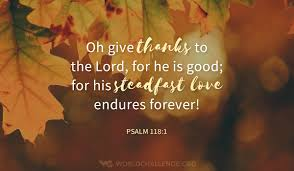 Oh give thanks to
the Lord, for he is good;
for his steadfast love
endures forever!
PSALM 118:1
WORLDCHALLENGE.ORG